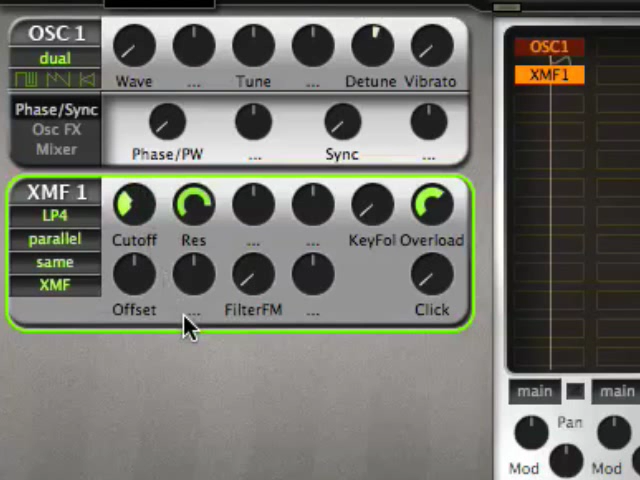 OSC 1
dual
Wave ... Tune ... Detune Vibrato
Phase/Sync
Osc FX
Mixer
Phase/PW ... Sync ...
XMF 1
LP4
parallel
same
XMF
Cutoff Res ... ... KeyFol Overload
Offset ... FilterFM ... Click
OSC1
XMF1
main main
Pan
Mod Mod